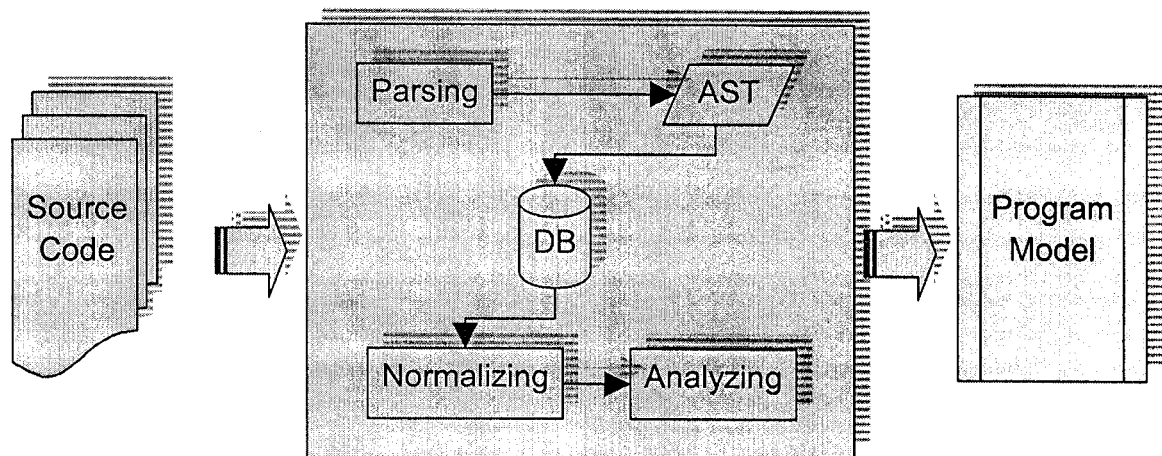 Source
Code
Parsing
AST
DB
Normalizing
Analyzing
Program
Model